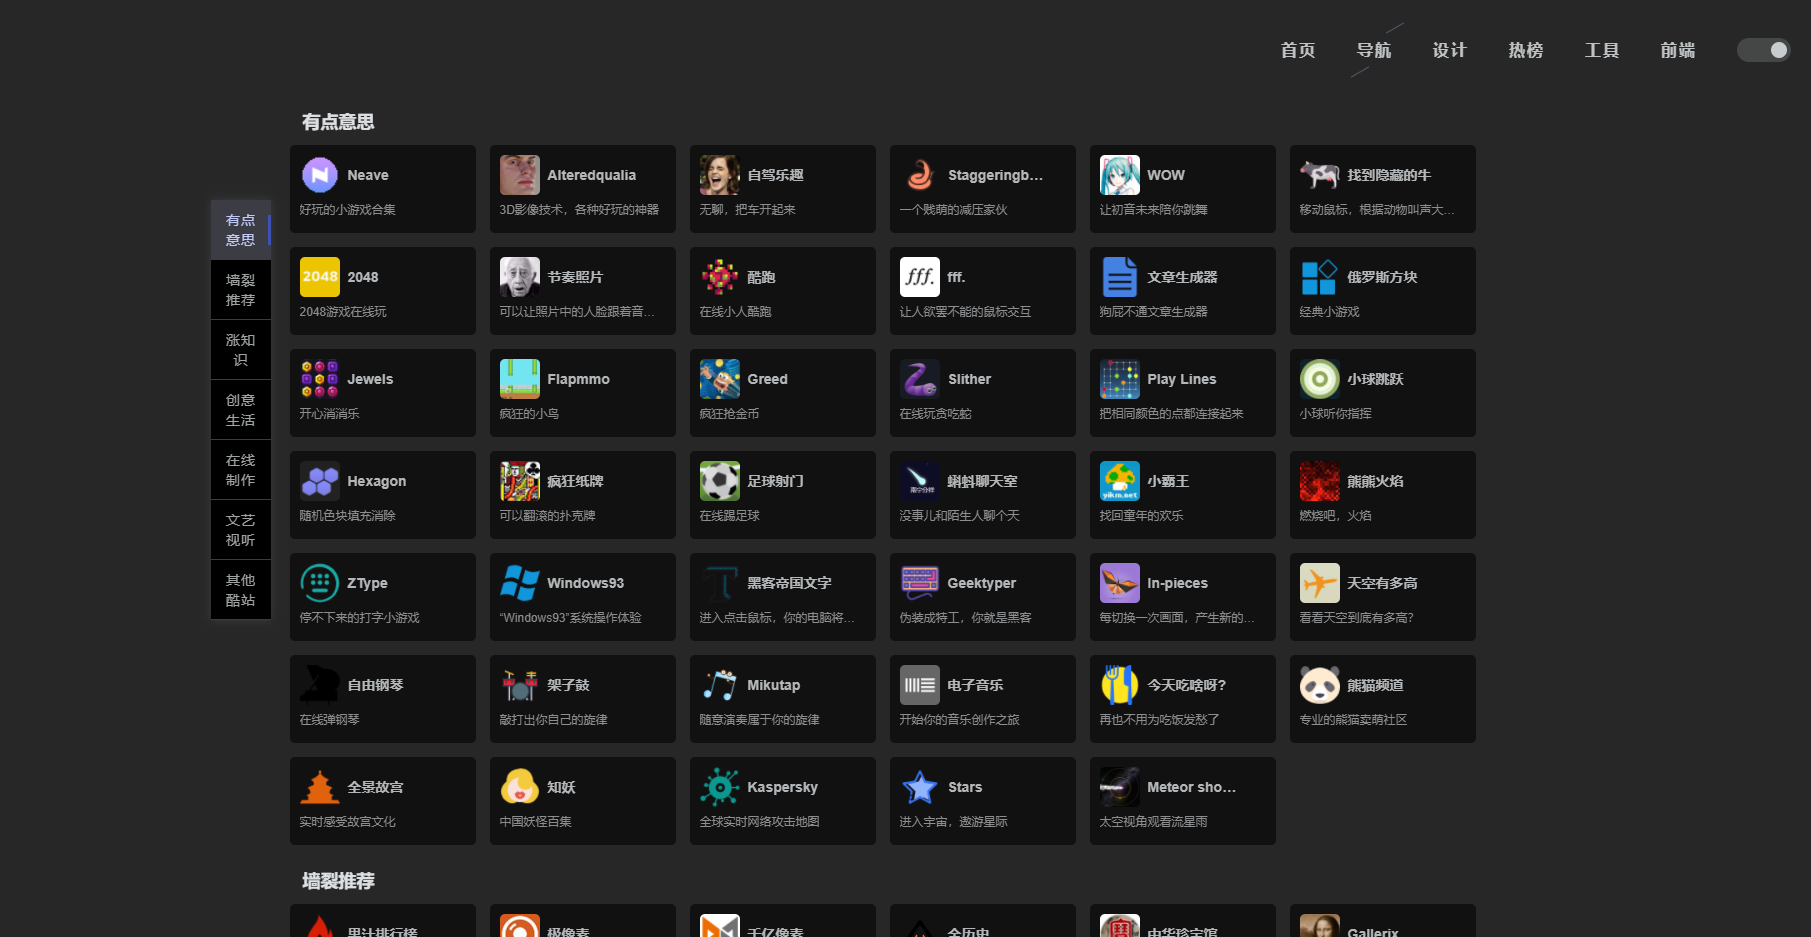 首页 导航 设计 热榜 工具 前端
有点意思
Neave
好玩的小游戏合集
Alteredqualia
3D影像技术，各种好玩的神器
自驾乐趣
无聊，把车开起来
Staggeringb...
一个贱萌的减压家伙
WOW
让初音未来陪你跳舞
找到隐藏的牛
移动鼠标，根据动物叫声大...
有点
意思
墙裂
推荐
涨知
识
创意
生活
在线
制作
文艺
视听
其他
酷站
2048
2048
2048游戏在线玩
节奏照片
可以让照片中的人脸跟着音...
酷跑
在线小人酷跑
fff.
fff.
让人欲罢不能的鼠标交互
文章生成器
狗屁不通文章生成器
俄罗斯方块
经典小游戏
Jewels
开心消消乐
Flapmmo
疯狂的小鸟
Greed
疯狂抢金币
Slither
在线玩贪吃蛇
Play Lines
把相同颜色的点都连接起来
小球跳跃
小球听你指挥
Hexagon
随机色块填充消除
疯狂纸牌
可以翻滚的扑克牌
足球射门
在线踢足球
蝌蚪聊天室
没事儿和陌生人聊个天
yikm.net
小霸王
找回童年的欢乐
熊熊火焰
燃烧吧，火焰
ZType
停不下来的打字小游戏
Windows93
“Windows93”系统操作体验
黑客帝国文字
进入点击鼠标，你的电脑将...
Geektyper
伪装成特工，你就是黑客
In-pieces
每切换一次画面，产生新的...
天空有多高
看看天空到底有多高？
自由钢琴
在线弹钢琴
架子鼓
敲打出你自己的旋律
Mikutap
随意演奏属于你的旋律
电子音乐
开始你的音乐创作之旅
今天吃啥呀?
再也不用为吃饭发愁了
熊猫频道
专业的熊猫卖萌社区
全景故宫
实时感受故宫文化
知妖
中国妖怪百集
Kaspersky
全球实时网络攻击地图
Stars
进入宇宙，遨游星际
Meteor sho...
太空视角观看流星雨
墙裂推荐
果汁排行榜
极像素
千亿像素
全历史
中华珍宝馆
Gallerix